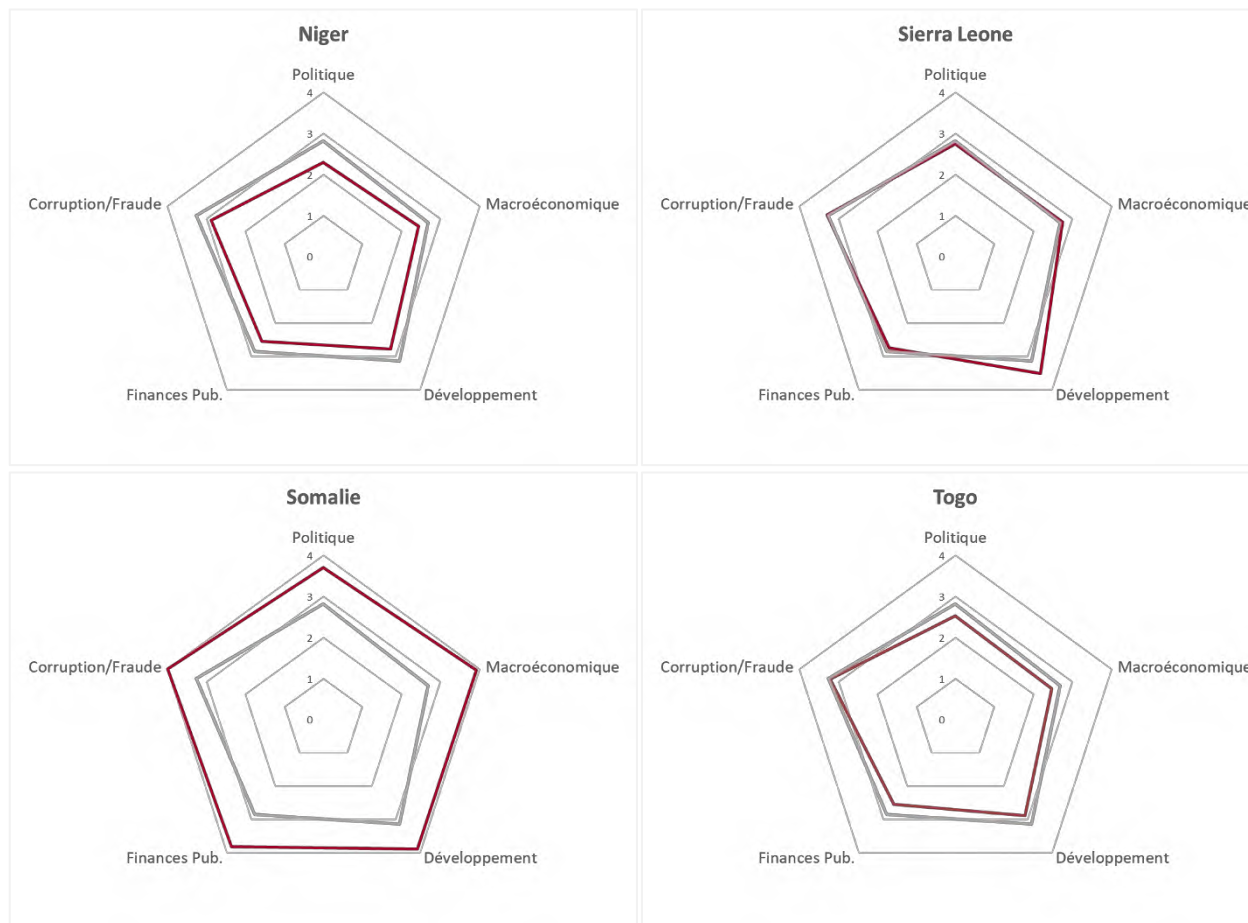 Niger
Politique
4
3
2
1
0
Corruption/Fraude
Macroéconomique
Finances Pub.
Développement
Sierra Leone
Politique
4
3
2
1
0
Corruption/Fraude
Macroéconomique
Finances Pub.
Développement
Somalie
Politique
4
3
2
1
0
Corruption/Fraude
Macroéconomique
Finances Pub.
Développement
Togo
Politique
4
3
2
1
0
Corruption/Fraude
Macroéconomique
Finances Pub.
Développement